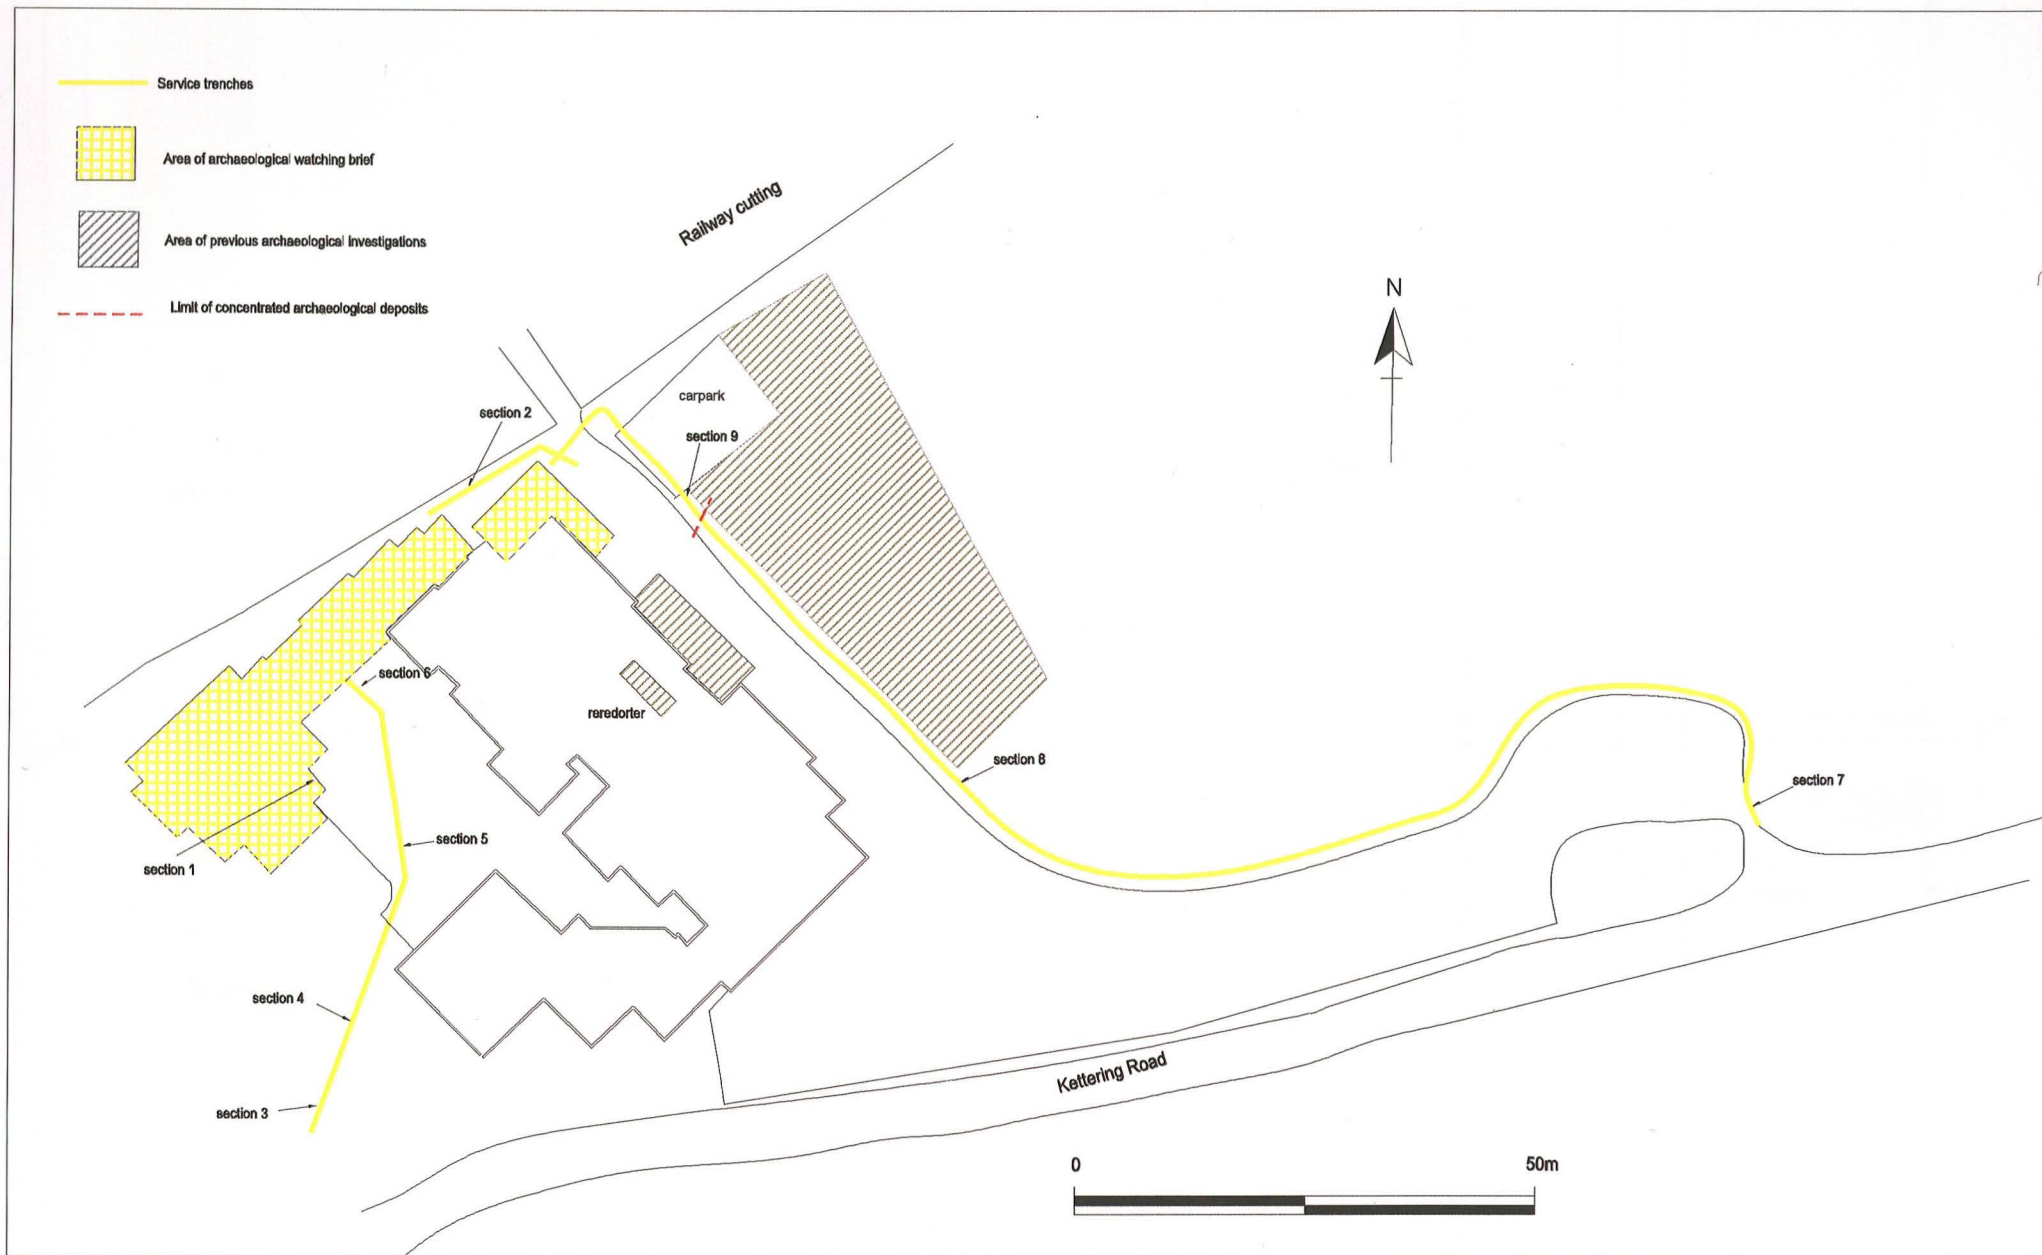 Service trenches
Area of archaeological watching brief
Area of previous archaeological investigations
Limit of concentrated archaeological deposits
Railway cutting
N
carpark
section 2
section 9
section 6
reredorter
section 8
section 7
section 5
section 1
section 4
Kettering Road
section 3
0 50m